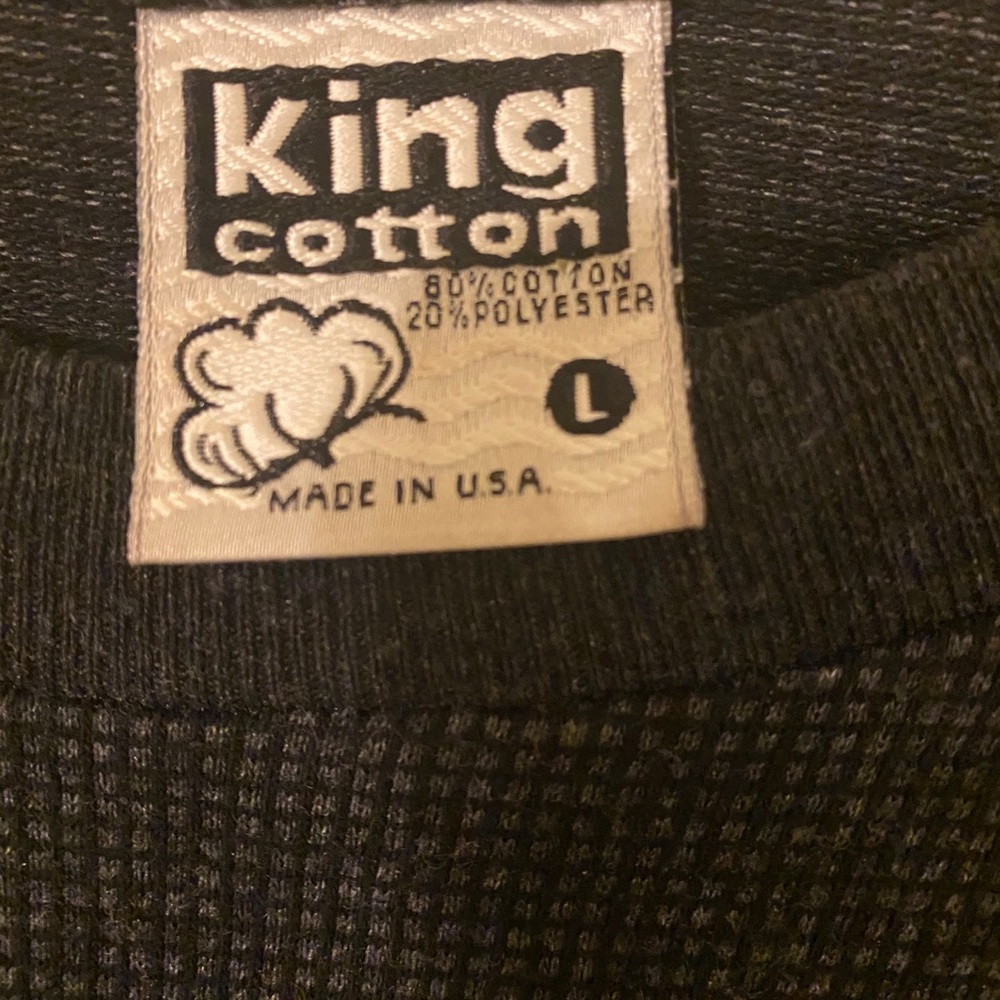 King
cotton
80% COTTON
20% POLYESTER
L
MADE IN U.S.A.